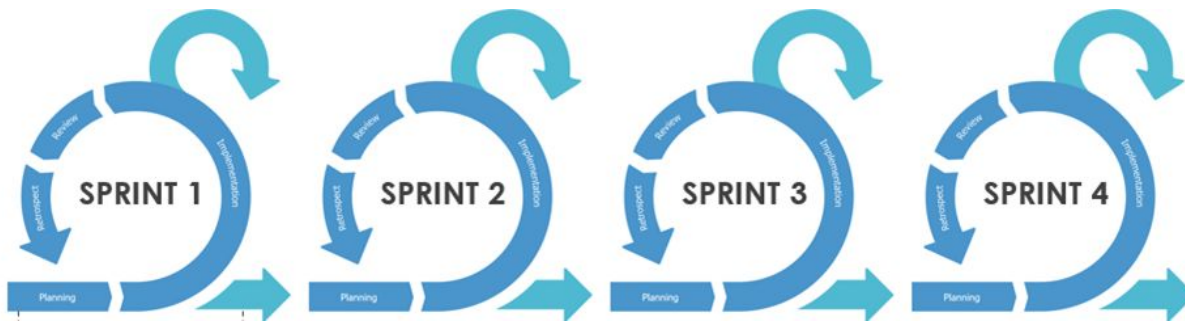 Review
Implementation
SPRINT 1
Retrospect
Planning
Review
Implementation
SPRINT 2
Retrospect
Planning
Review
Implementation
SPRINT 3
Retrospect
Planning
Review
Implementation
SPRINT 4
Retrospect
Planning